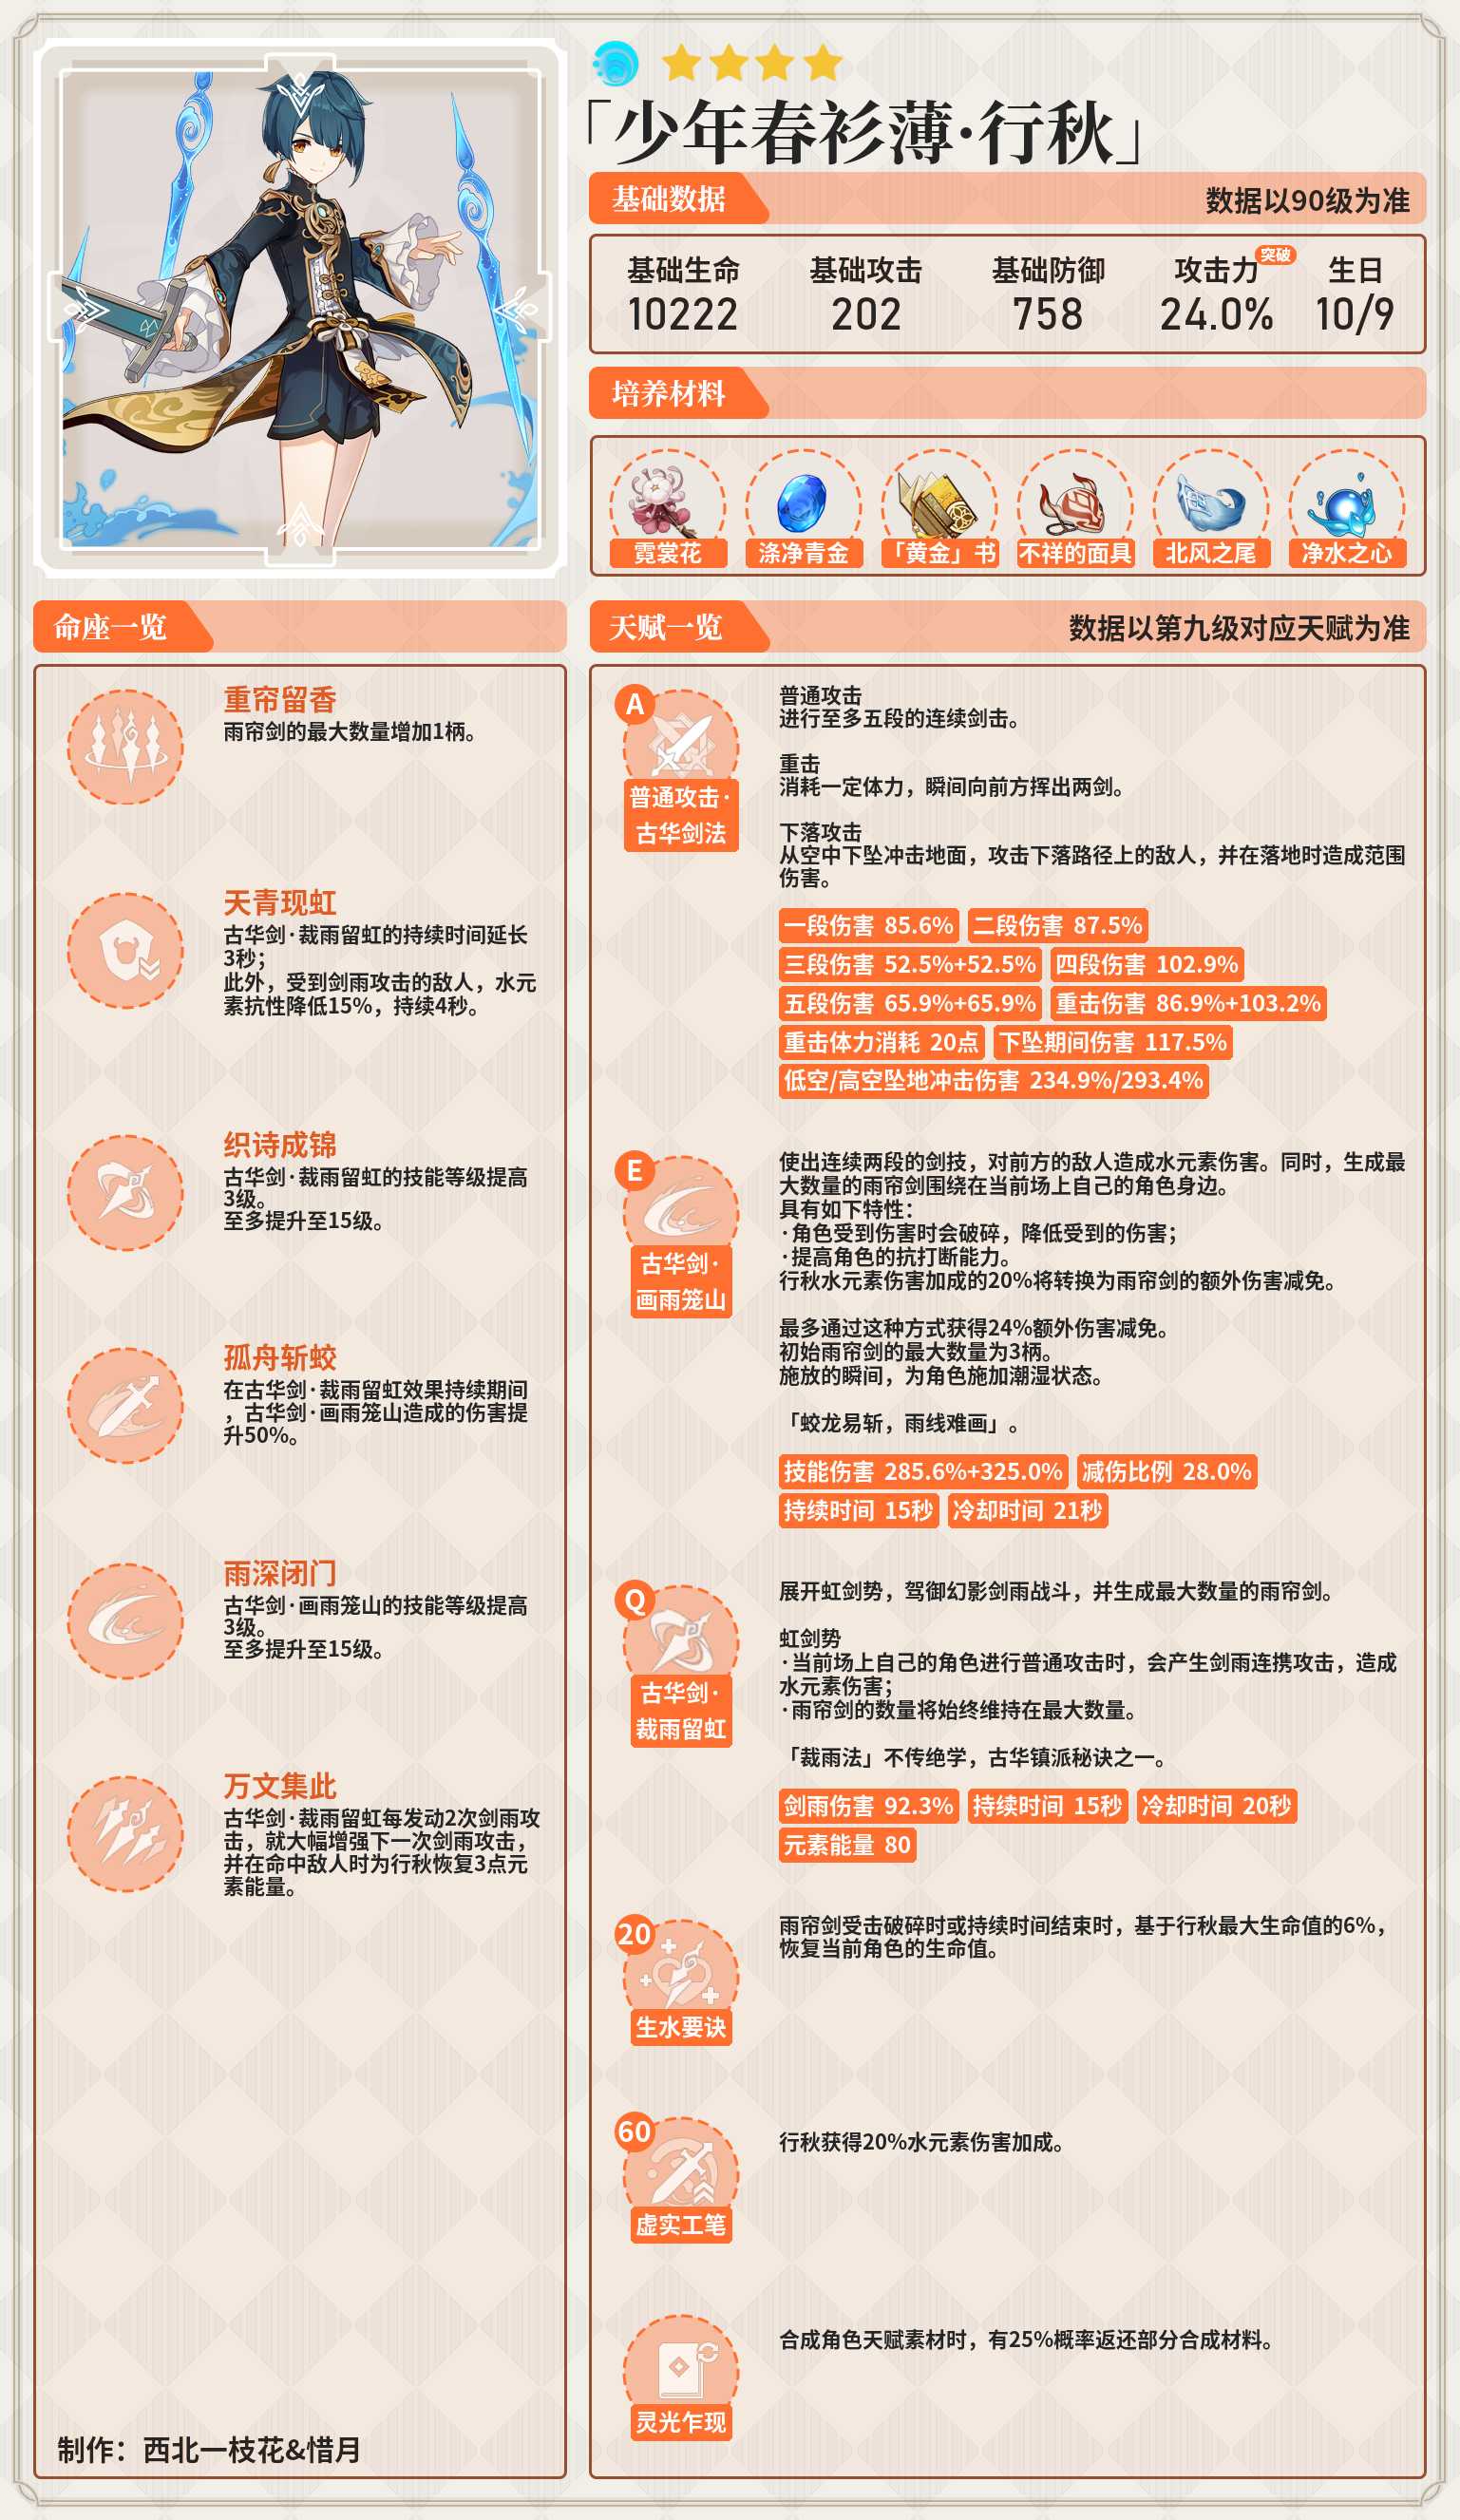 「少年春衫薄·行秋」
基础数据
数据以90级为准
基础生命
基础攻击
基础防御
攻击力
突破
生日
10222
202
758
24.0%
10/9
培养材料
霓裳花
涤净青金
「黄金」书
不祥的面具
北风之尾
净水之心
命座一览
重帘留香
雨帘剑的最大数量增加1柄。
天青现虹
古华剑·裁雨留虹的持续时间延长
3秒；
此外，受到剑雨攻击的敌人，水元
素抗性降低15%，持续4秒。
织诗成锦
古华剑·裁雨留虹的技能等级提高
3级。
至多提升至15级。
孤舟斩蛟
在古华剑·裁雨留虹效果持续期间
，古华剑·画雨笼山造成的伤害提
升50%。
雨深闭门
古华剑·画雨笼山的技能等级提高
3级。
至多提升至15级。
万文集此
古华剑·裁雨留虹每发动2次剑雨攻
击，就大幅增强下一次剑雨攻击，
并在命中敌人时为行秋恢复3点元
素能量。
制作：西北一枝花&惜月
天赋一览
数据以第九级对应天赋为准
A
普通攻击·
古华剑法
普通攻击
进行至多五段的连续剑击。
重击
消耗一定体力，瞬间向前方挥出两剑。
下落攻击
从空中下坠冲击地面，攻击下落路径上的敌人，并在落地时造成范围
伤害。
一段伤害 85.6% 二段伤害 87.5%
三段伤害 52.5%+52.5% 四段伤害 102.9%
五段伤害 65.9%+65.9% 重击伤害 86.9%+103.2%
重击体力消耗 20点 下坠期间伤害 117.5%
低空/高空坠地冲击伤害 234.9%/293.4%
E
古华剑·
画雨笼山
使出连续两段的剑技，对前方的敌人造成水元素伤害。同时，生成最
大数量的雨帘剑围绕在当前场上自己的角色身边。
具有如下特性：
·角色受到伤害时会破碎，降低受到的伤害；
·提高角色的抗打断能力。
行秋水元素伤害加成的20%将转换为雨帘剑的额外伤害减免。
最多通过这种方式获得24%额外伤害减免。
初始雨帘剑的最大数量为3柄。
施放的瞬间，为角色施加潮湿状态。
「蛟龙易斩，雨线难画」。
技能伤害 285.6%+325.0% 减伤比例 28.0%
持续时间 15秒 冷却时间 21秒
Q
古华剑·
裁雨留虹
展开虹剑势，驾御幻影剑雨战斗，并生成最大数量的雨帘剑。
虹剑势
·当前场上自己的角色进行普通攻击时，会产生剑雨连携攻击，造成
水元素伤害；
·雨帘剑的数量将始终维持在最大数量。
「裁雨法」不传绝学，古华镇派秘诀之一。
剑雨伤害 92.3% 持续时间 15秒 冷却时间 20秒
元素能量 80
20
生水要诀
雨帘剑受击破碎时或持续时间结束时，基于行秋最大生命值的6%，
恢复当前角色的生命值。
60
虚实工笔
行秋获得20%水元素伤害加成。
灵光乍现
合成角色天赋素材时，有25%概率返还部分合成材料。